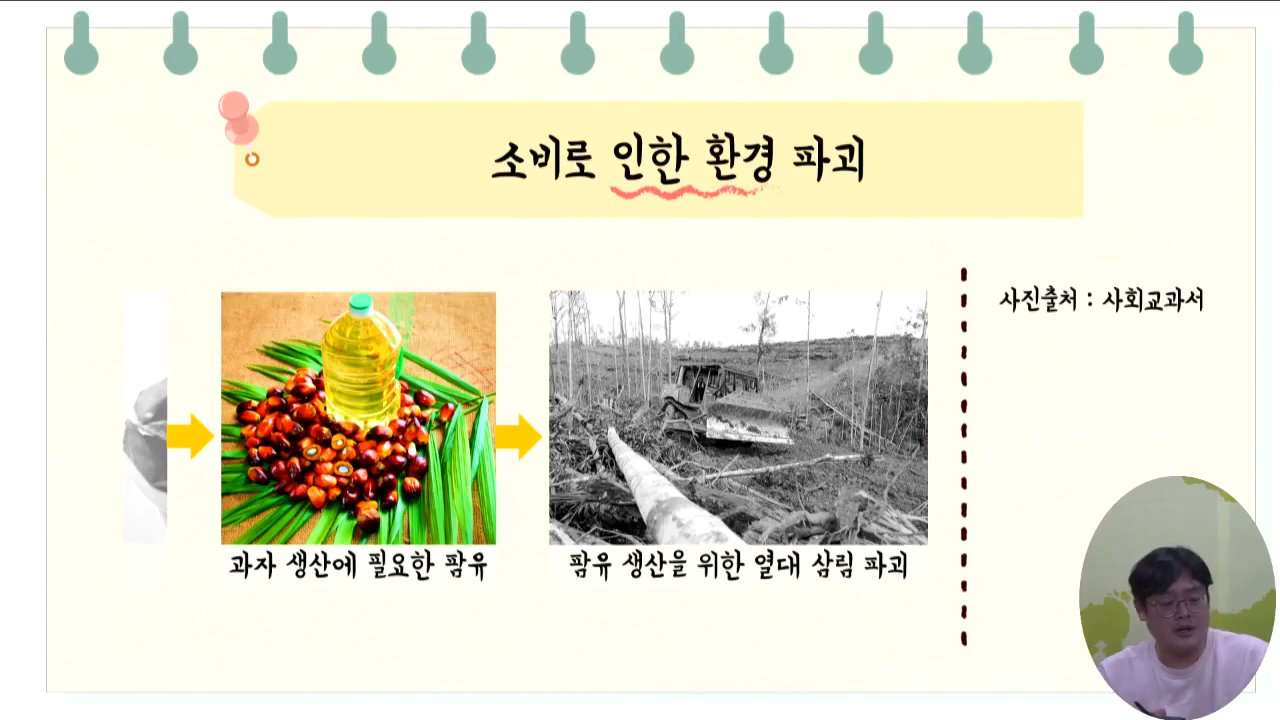 소비로 인한 환경 파괴
사진출처 : 사회교과서
과자 생산에 필요한 팜유
팜유 생산을 위한 열대 삼림 파괴